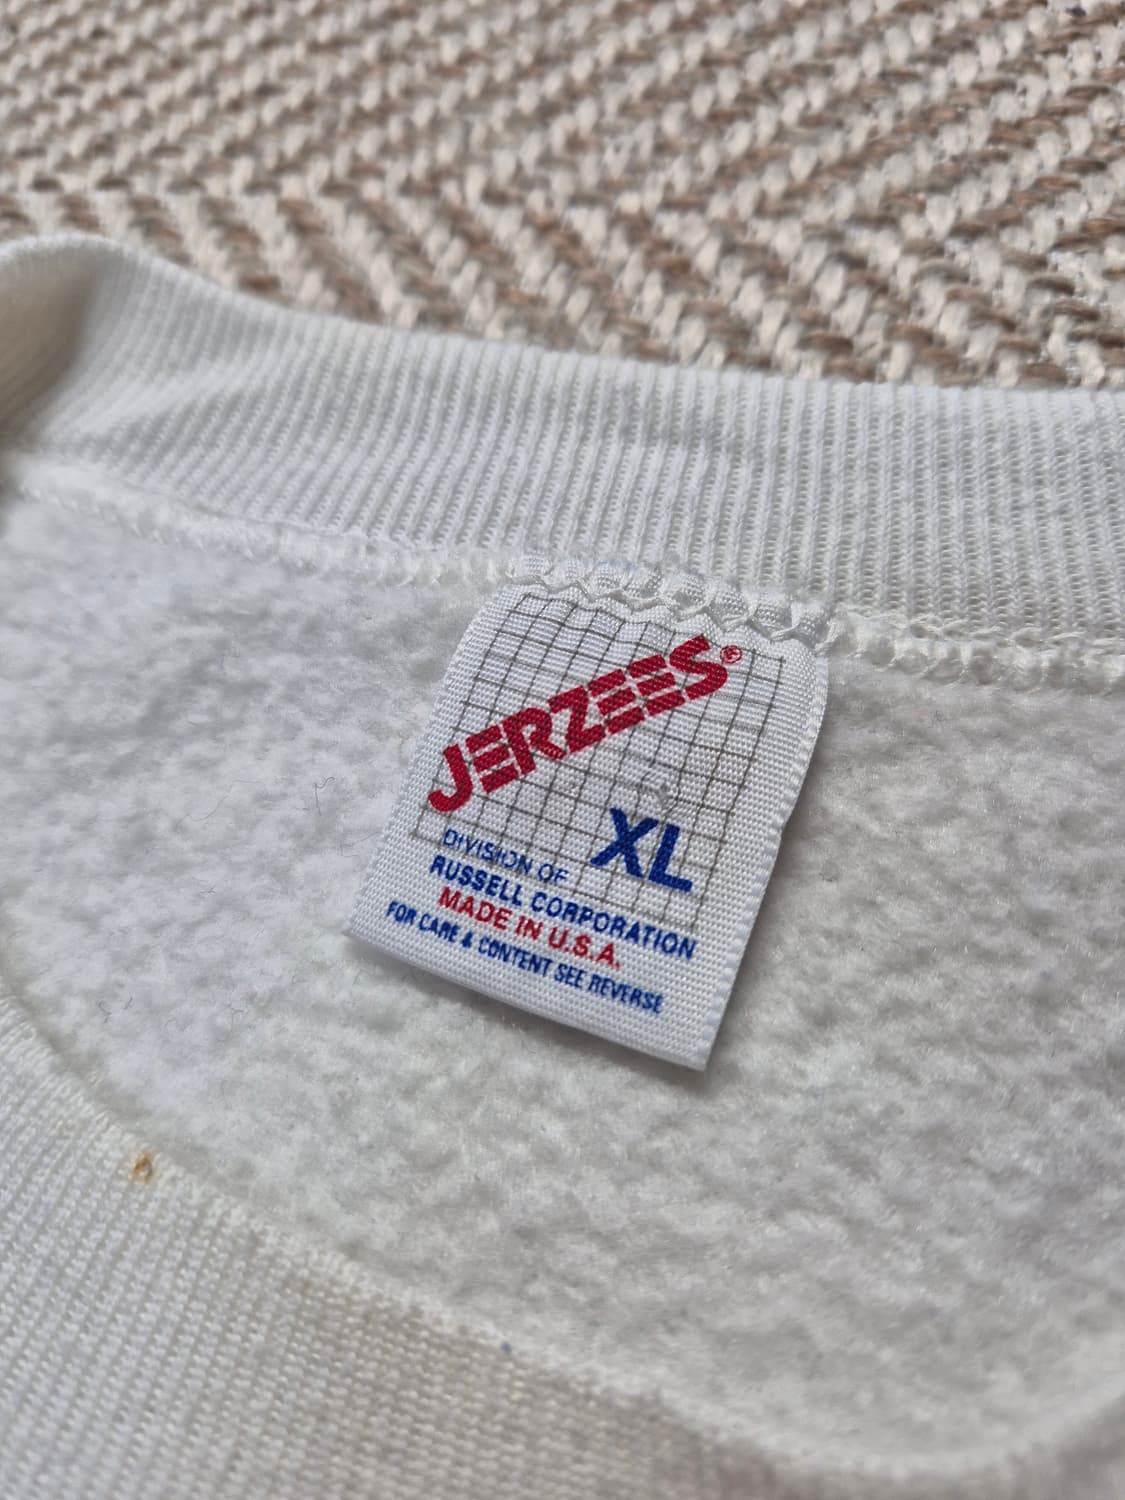 JERZEES®
XL
DIVISION OF
RUSSELL CORPORATION
MADE IN U.S.A.
FOR CARE & CONTENT SEE REVERSE